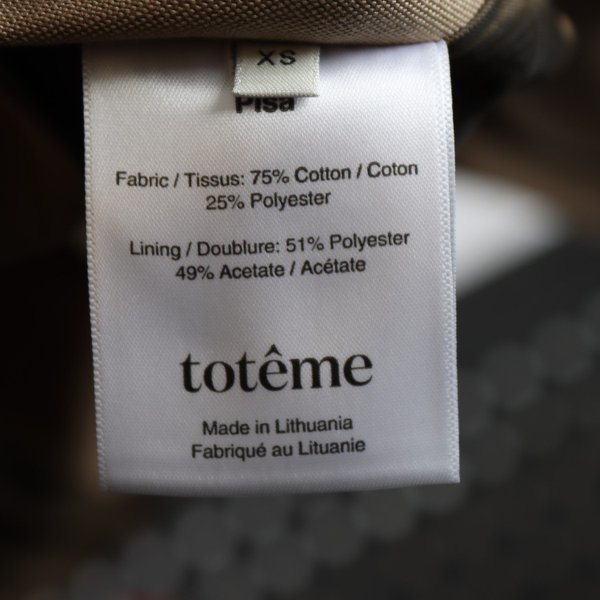 XS
Pisa
Fabric / Tissus: 75% Cotton / Coton
25% Polyester
Lining / Doublure: 51% Polyester
49% Acetate / Acétate
totême
Made in Lithuania
Fabriqué au Lituanie